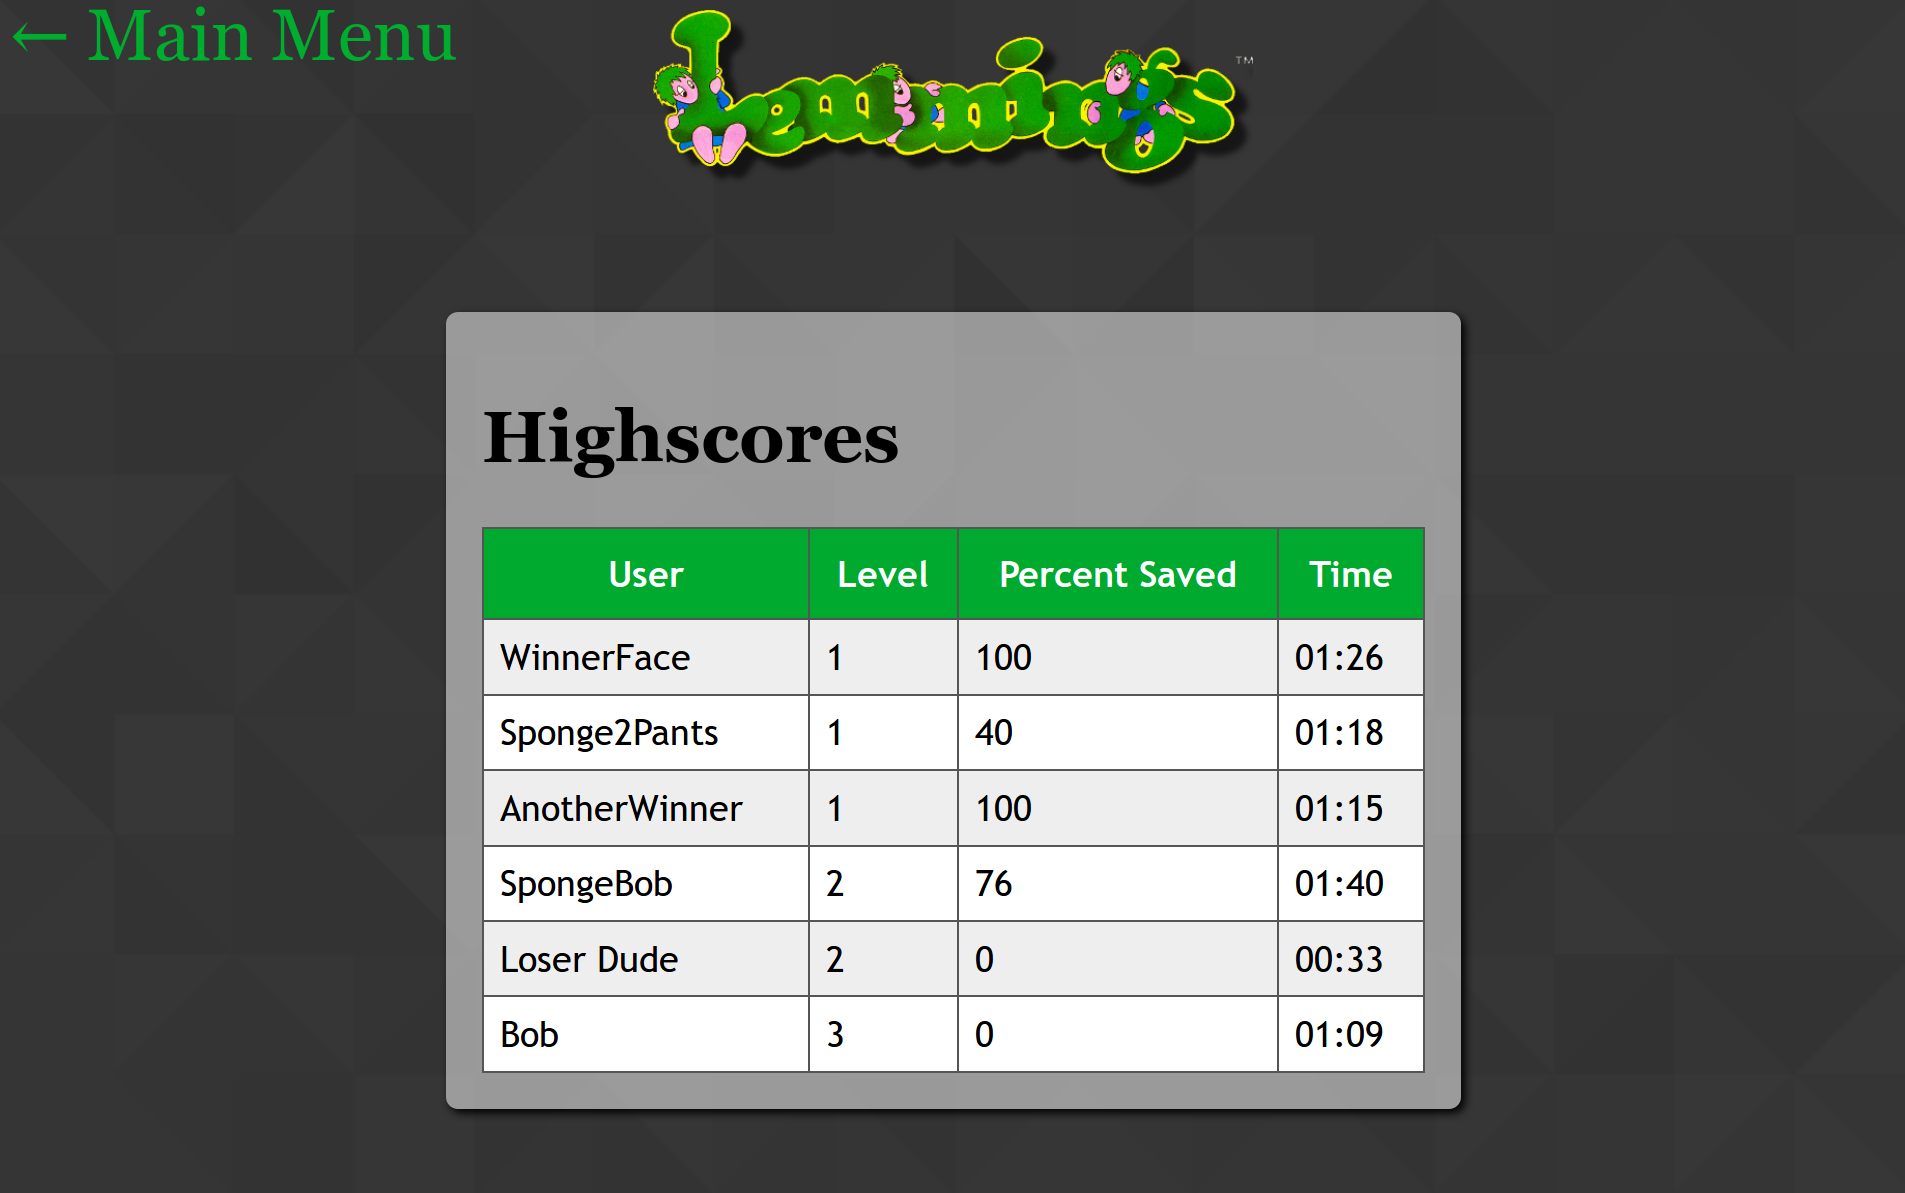 ← Main Menu
Lemmings™
Highscores
User Level Percent Saved Time
WinnerFace 1 100 01:26
Sponge2Pants 1 40 01:18
AnotherWinner 1 100 01:15
SpongeBob 2 76 01:40
Loser Dude 2 0 00:33
Bob 3 0 01:09